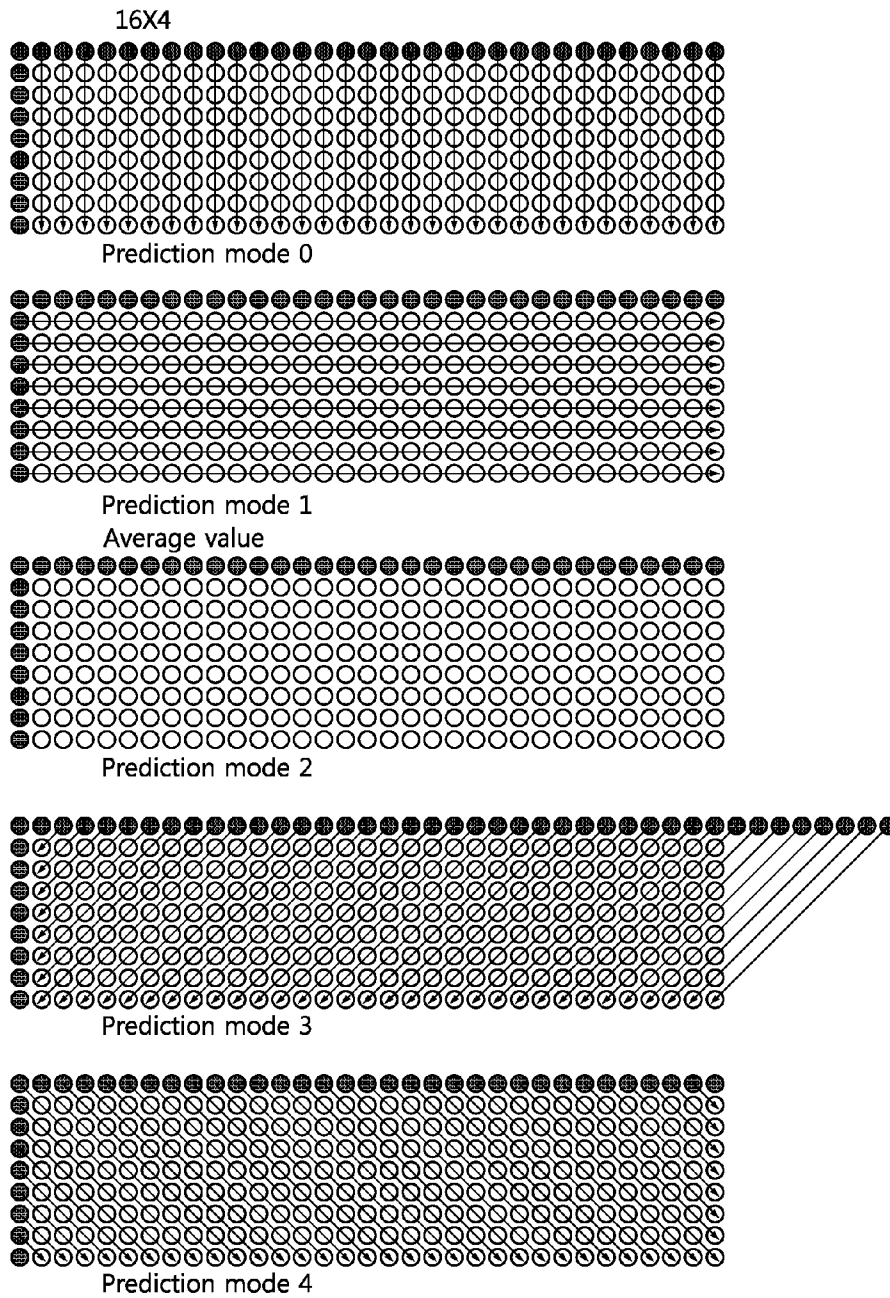 16X4
Prediction mode 0
Prediction mode 1
Average value
Prediction mode 2
Prediction mode 3
Prediction mode 4